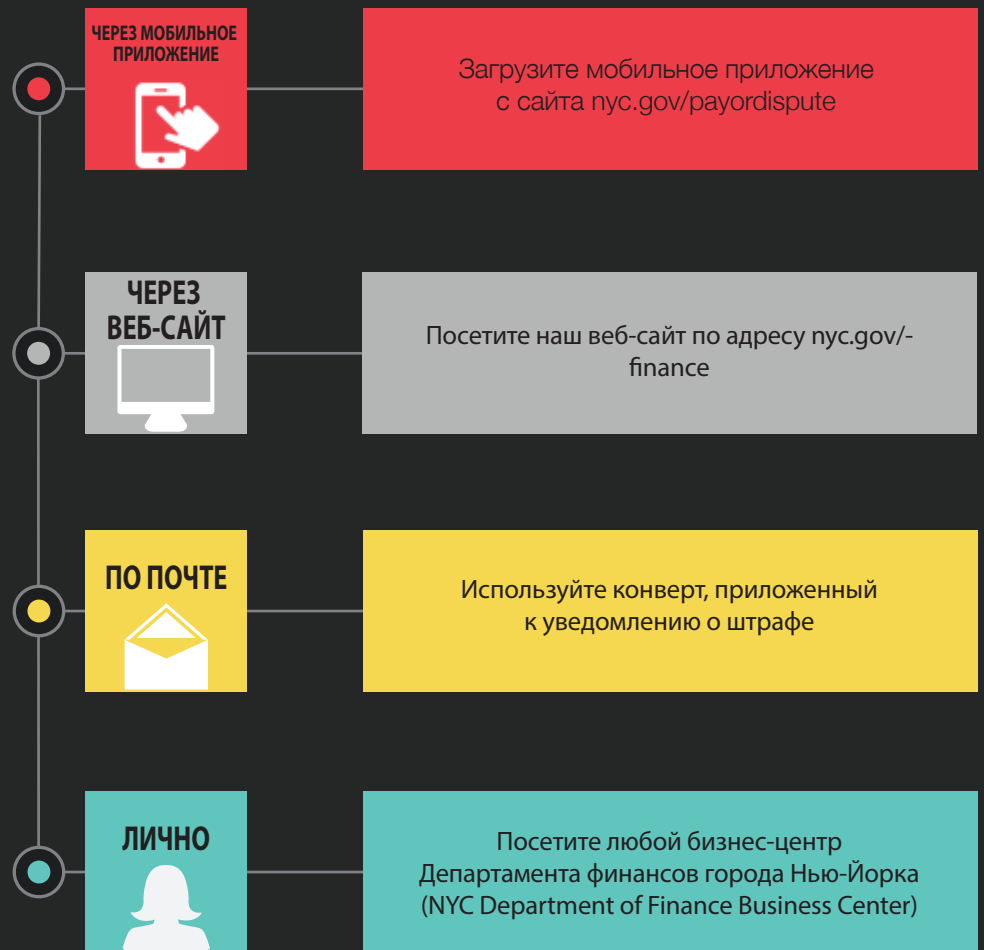 ЧЕРЕЗ МОБИЛЬНОЕ
ПРИЛОЖЕНИЕ
Загрузите мобильное приложение
с сайта nyc.gov/payordispute
ЧЕРЕЗ
ВЕБ-САЙТ
Посетите наш веб-сайт по адресу nyc.gov/-
finance
ПО ПОЧТЕ
Используйте конверт, приложенный
к уведомлению о штрафе
ЛИЧНО
Посетите любой бизнес-центр
Департамента финансов города Нью-Йорка
(NYC Department of Finance Business Center)